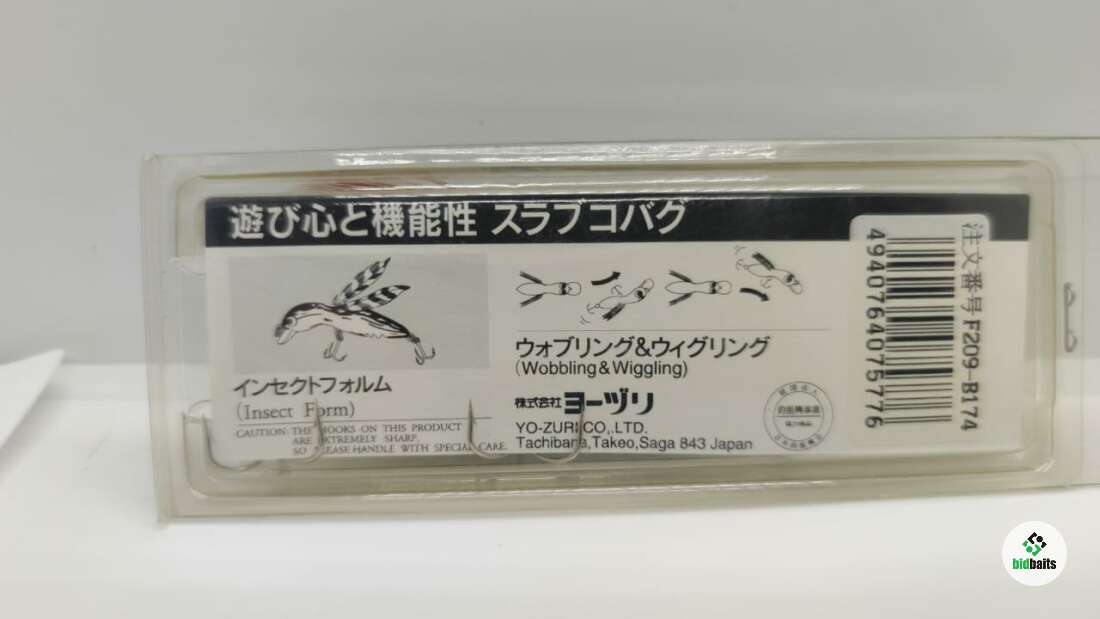 遊び心と機能性 スラブコバグ
インセクトフォルム
(Insect Form)
CAUTION: THE HOOKS ON THIS PRODUCT
ARE EXTREMELY SHARP.
SO PLEASE HANDLE WITH SPECIAL CARE.
ウォブリング&ウィグリング
(Wobbling & Wiggling)
株式会社 ヨーヅリ
YO-ZURI CO.,LTD.
Tachibana,Takeo,Saga 843 Japan
注文番号 F209-B174
4940764075776
bidbaits